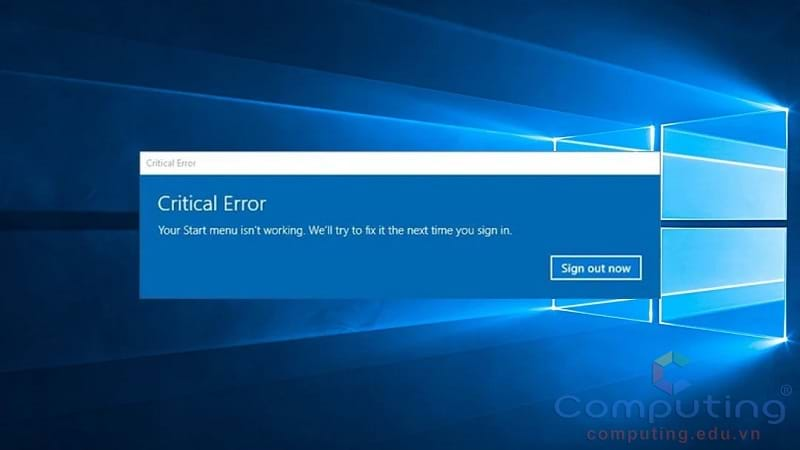 Critical Error
Critical Error
Your Start menu isn't working. We'll try to fix it the next time you sign in.
Sign out now
Computing®
computing.edu.vn